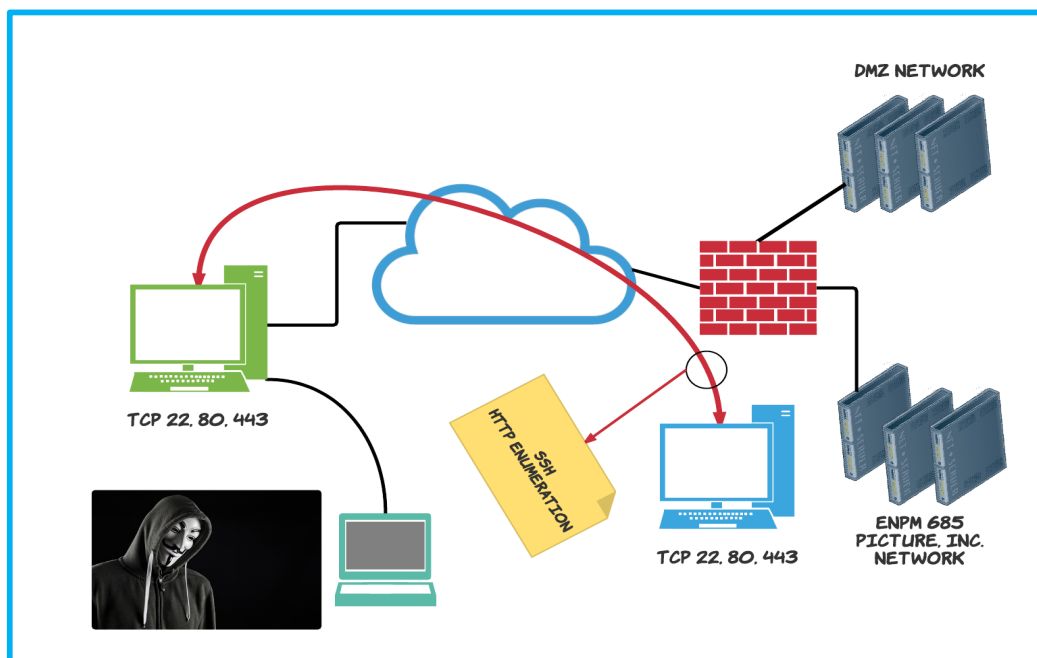 DMZ NETWORK
TCP 22, 80, 443
SSH
HTTP ENUMERATION
TCP 22, 80, 443
ENPM 685
PICTURE, INC.
NETWORK